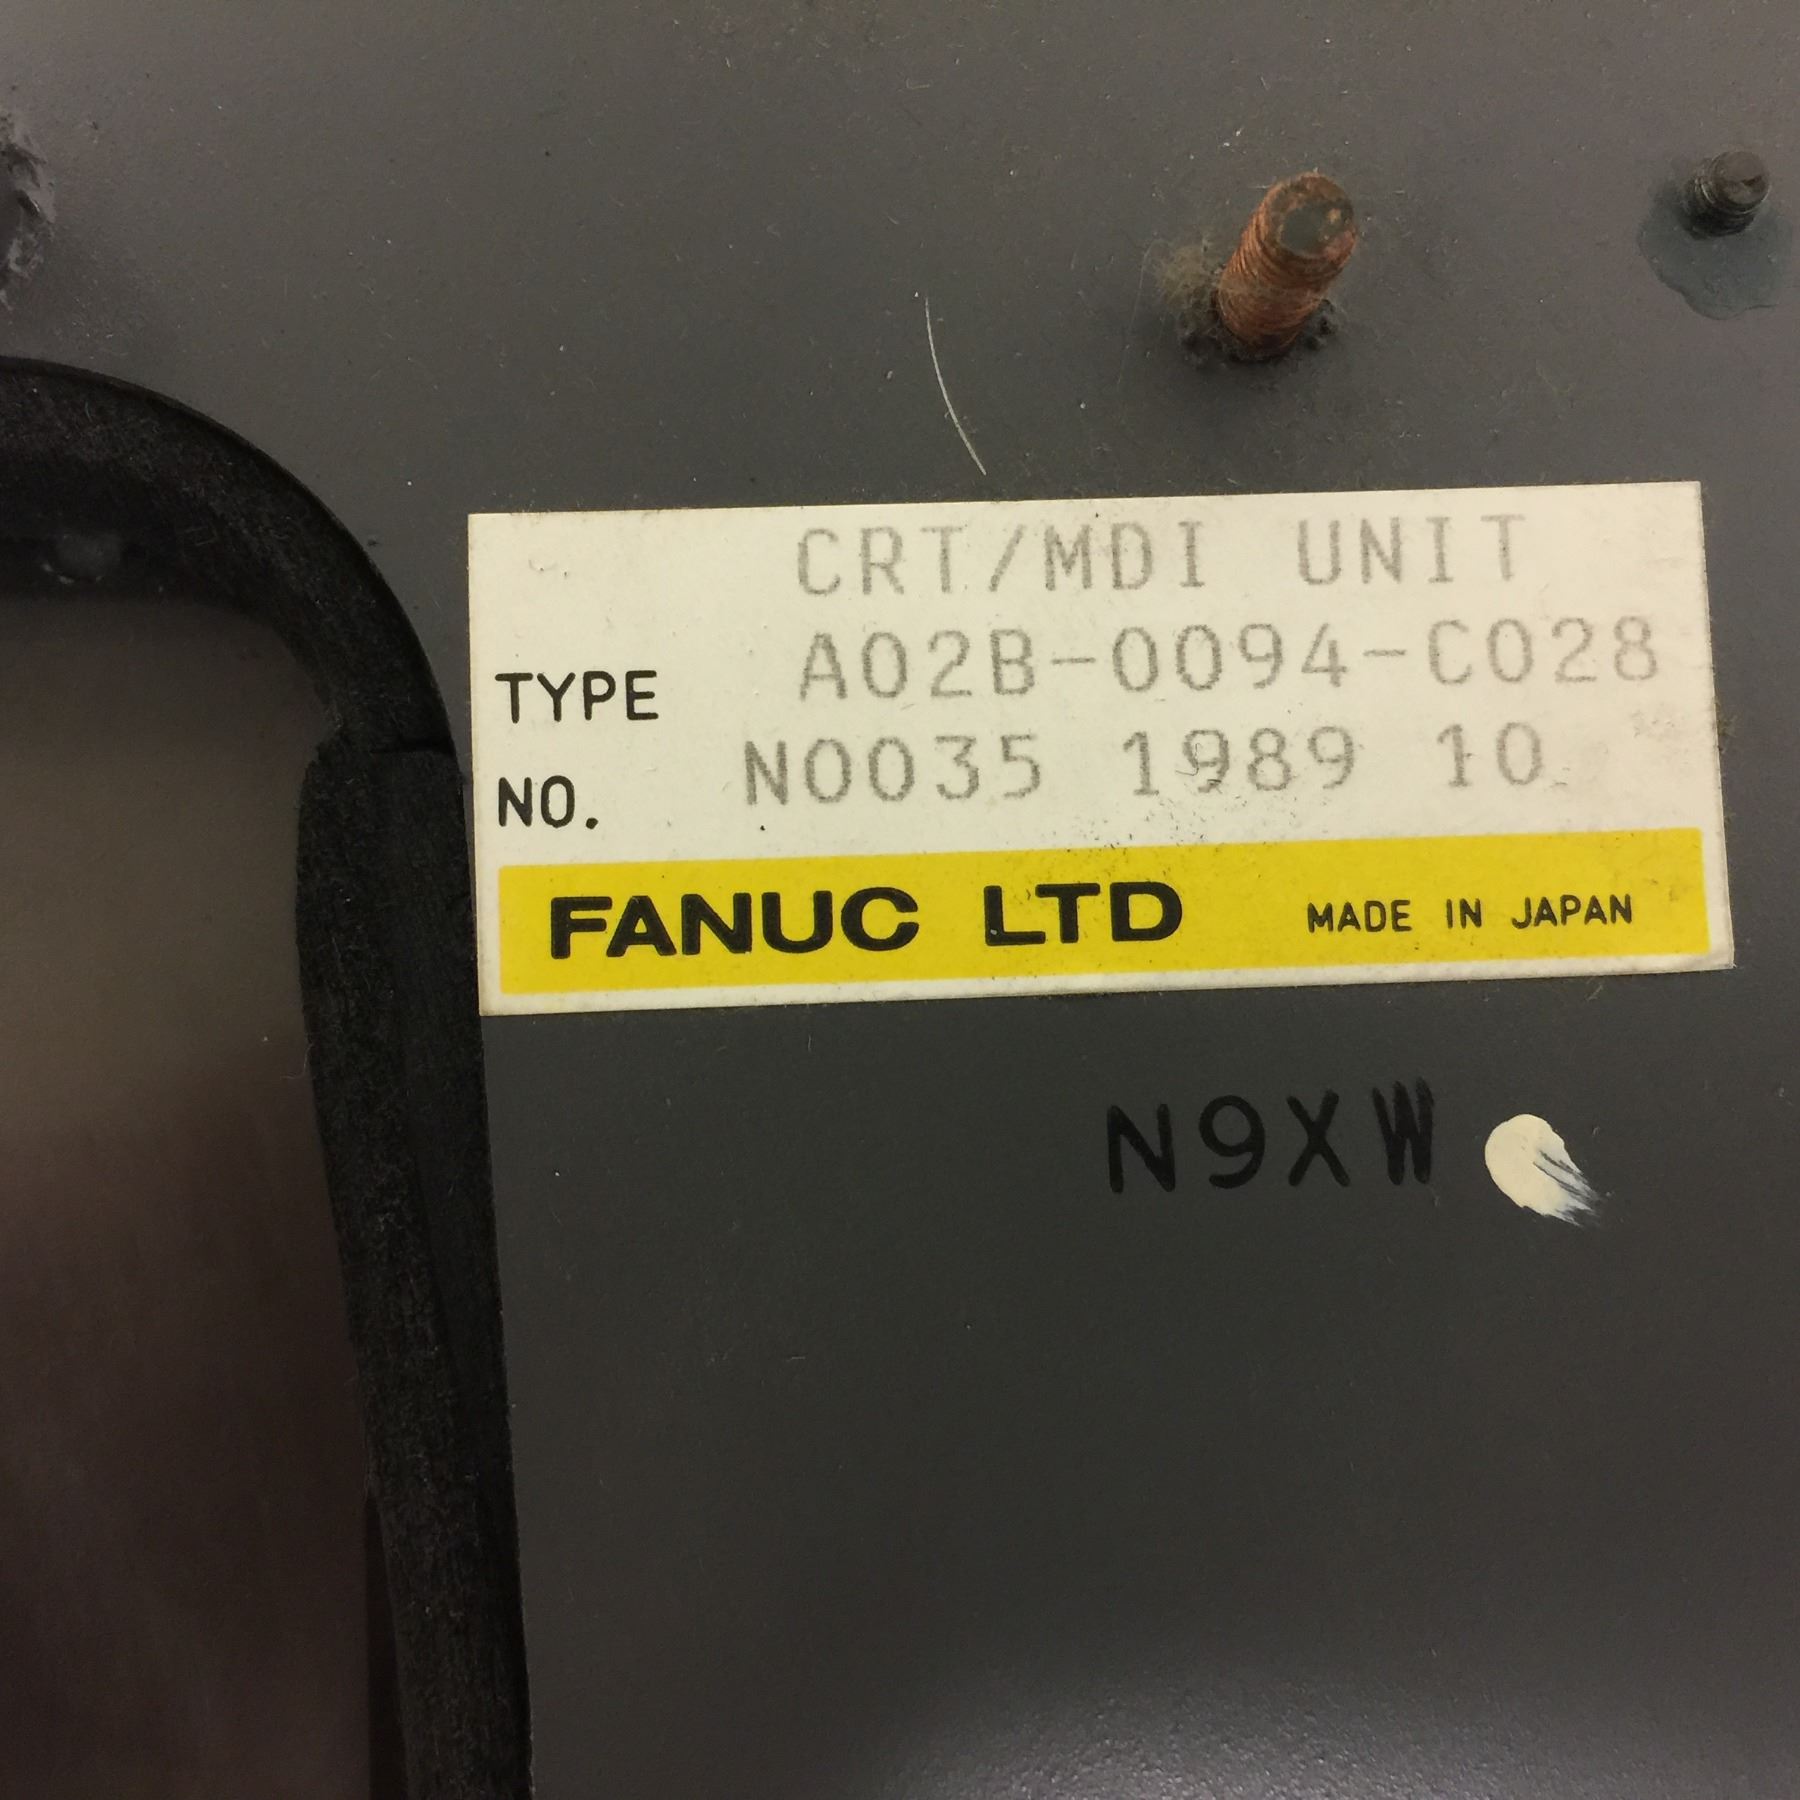 CRT/MDI UNIT
TYPE A02B-0094-C028
NO. N0035 1989 10
FANUC LTD MADE IN JAPAN
N9XW